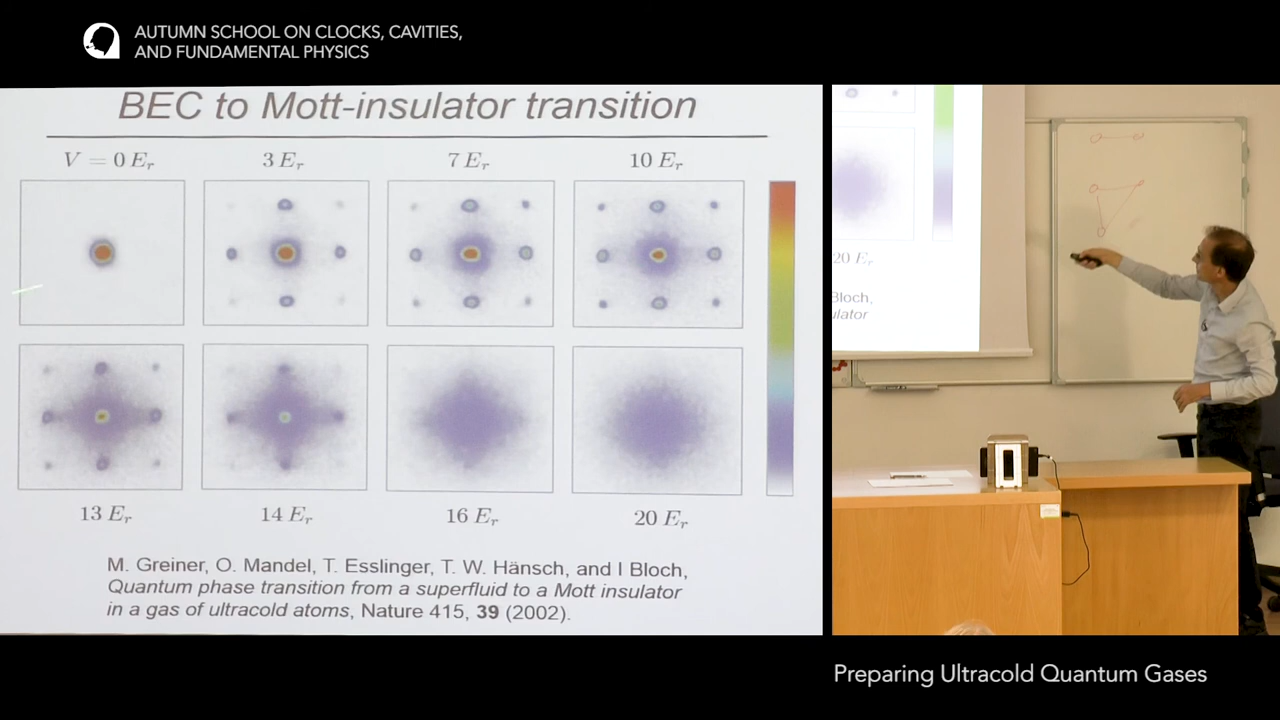 AUTUMN SCHOOL ON CLOCKS, CAVITIES,
AND FUNDAMENTAL PHYSICS
BEC to Mott-insulator transition
V = 0 Er
3 Er
7 Er
10 Er
13 Er
14 Er
16 Er
20 Er
M. Greiner, O. Mandel, T. Esslinger, T. W. Hänsch, and I Bloch,
Quantum phase transition from a superfluid to a Mott insulator
in a gas of ultracold atoms, Nature 415, 39 (2002).
20 Er
Bloch,
ulator
Preparing Ultracold Quantum Gases